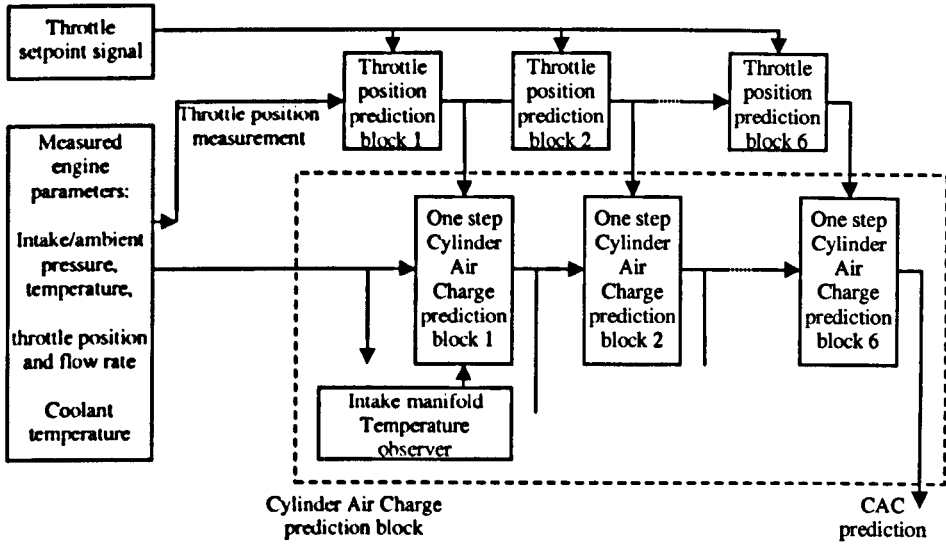 Throttle
setpoint signal
Throttle
position
prediction
block 1
Throttle
position
prediction
block 2
Throttle
position
prediction
block 6
Throttle position
measurement
Measured
engine
parameters:
Intake/ambient
pressure,
temperature,
throttle position
and flow rate
Coolant
temperature
One step
Cylinder
Air
Charge
prediction
block 1
One step
Cylinder
Air
Charge
prediction
block 2
One step
Cylinder
Air
Charge
prediction
block 6
Intake manifold
Temperature
observer
Cylinder Air Charge
prediction block
CAC
prediction